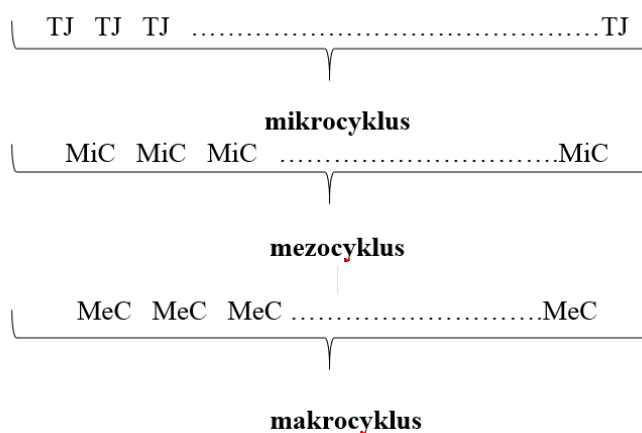 TJ TJ TJ ………………………………………TJ
mikrocyklus
MiC MiC MiC ……………………………MiC
mezocyklus
MeC MeC MeC …………………………MeC
makrocyklus